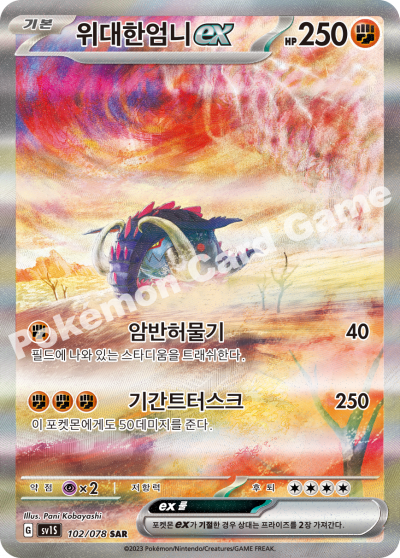 기본 위대한엄니ex HP 250
Pokémon Card Game
암반허물기 40
필드에 나와 있는 스타디움을 트래쉬한다.
기간트터스크 250
이 포켓몬에게도 50데미지를 준다.
약점 ×2 저항력 후퇴
Illus. Pani Kobayashi
G sv1S 102/078 SAR
ex 룰
포켓몬 ex가 기절한 경우 상대는 프라이즈를 2장 가져간다.
©2023 Pokémon/Nintendo/Creatures/GAME FREAK.